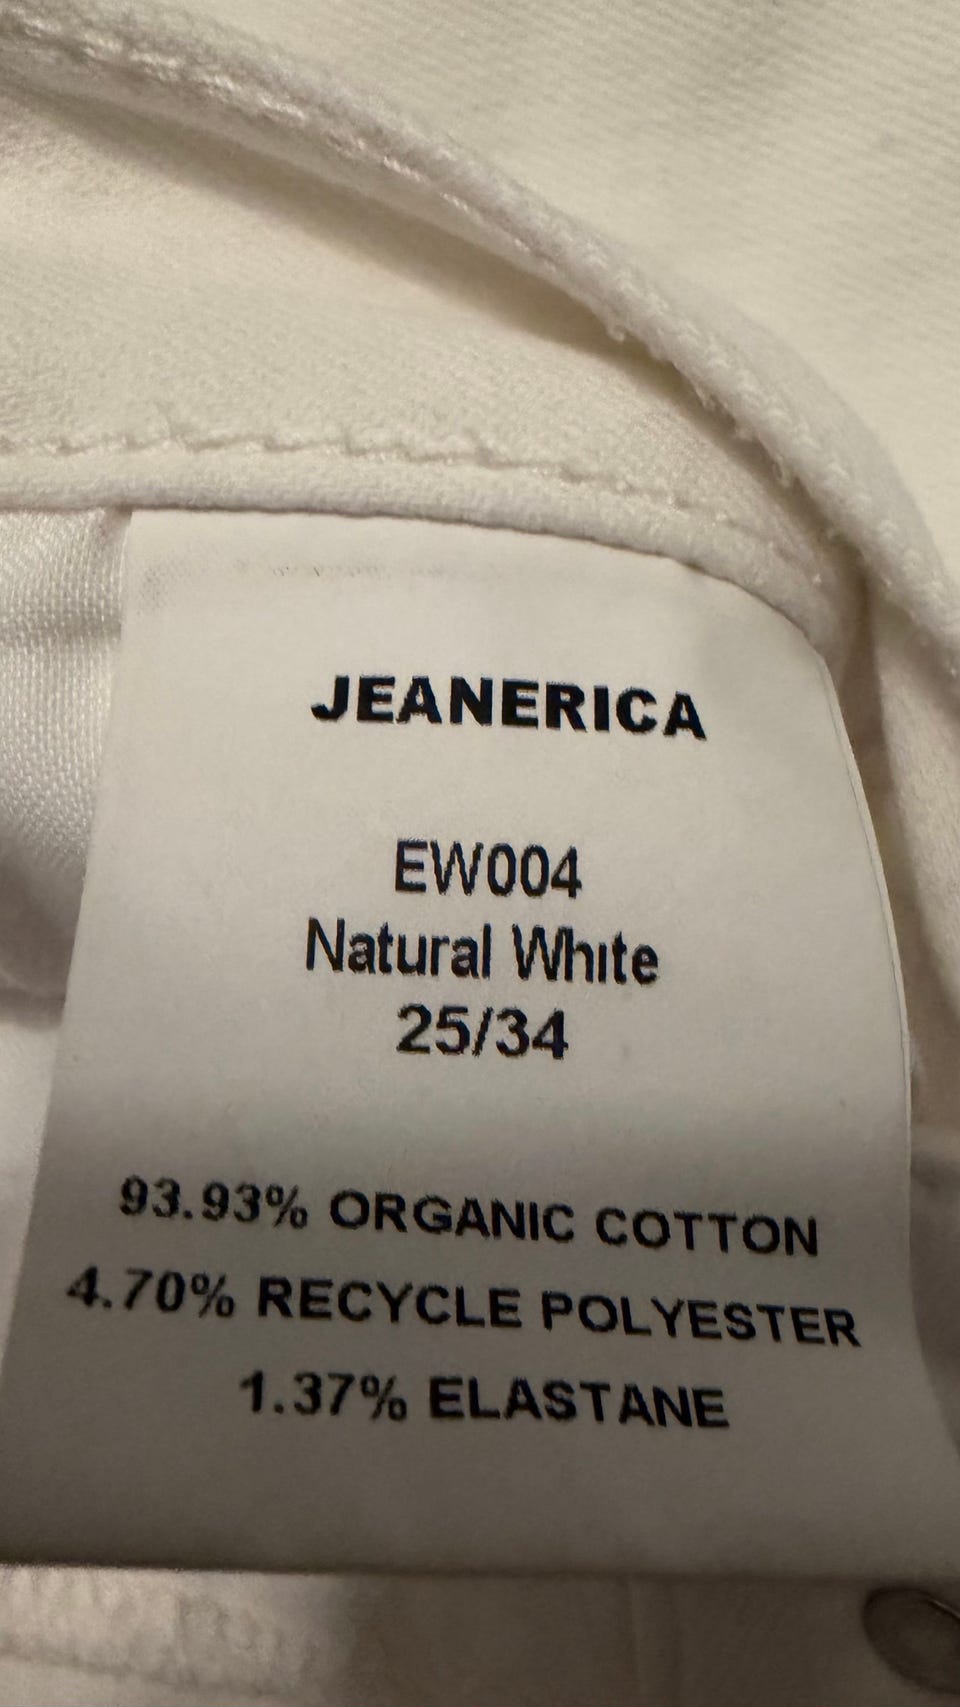 JEANERICA
EW004
Natural White
25/34
93.93% ORGANIC COTTON
4.70% RECYCLE POLYESTER
1.37% ELASTANE